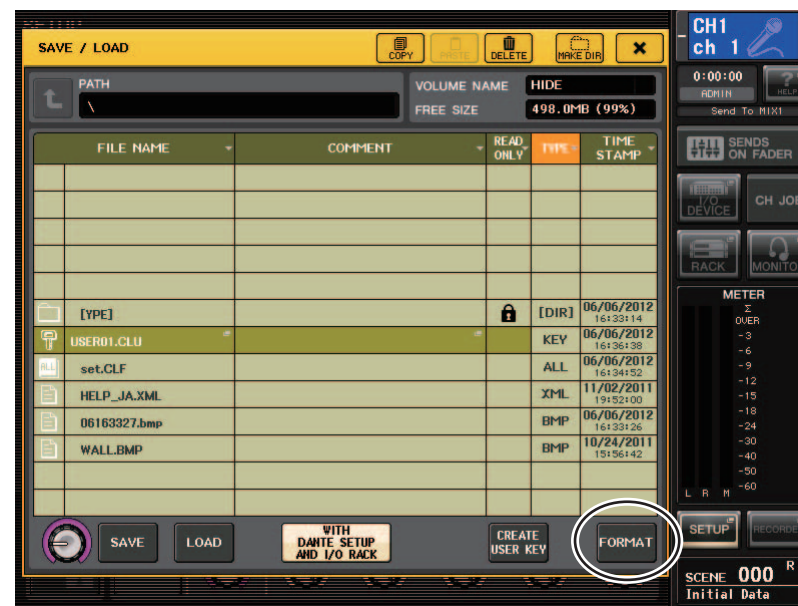 SETUP
SAVE / LOAD
COPY
PASTE
DELETE
MAKE DIR
PATH
\
VOLUME NAME HIDE
FREE SIZE 498.0MB (99%)
FILE NAME COMMENT READ ONLY TYPE TIME STAMP
[YPE] [DIR] 06/06/2012 16:33:14
USER01.CLU KEY 06/06/2012 16:36:38
ALL set.CLF ALL 06/06/2012 16:34:52
HELP_JA.XML XML 11/02/2011 19:52:00
06163327.bmp BMP 06/06/2012 16:33:26
WALL.BMP BMP 10/24/2011 15:56:42
SAVE
LOAD
WITH
DANTE SETUP
AND I/O RACK
CREATE
USER KEY
FORMAT
CH1
ch 1
0:00:00
ADMIN
?
HELP
Send To MIX1
SENDS
ON FADER
I/O
DEVICE
CH JOB
RACK
MONITO
METER
Σ
OVER
-3
-6
-9
-12
-15
-18
-24
-30
-40
-50
-60
L R M
SETUP
RECORDE
SCENE 000 R
Initial Data